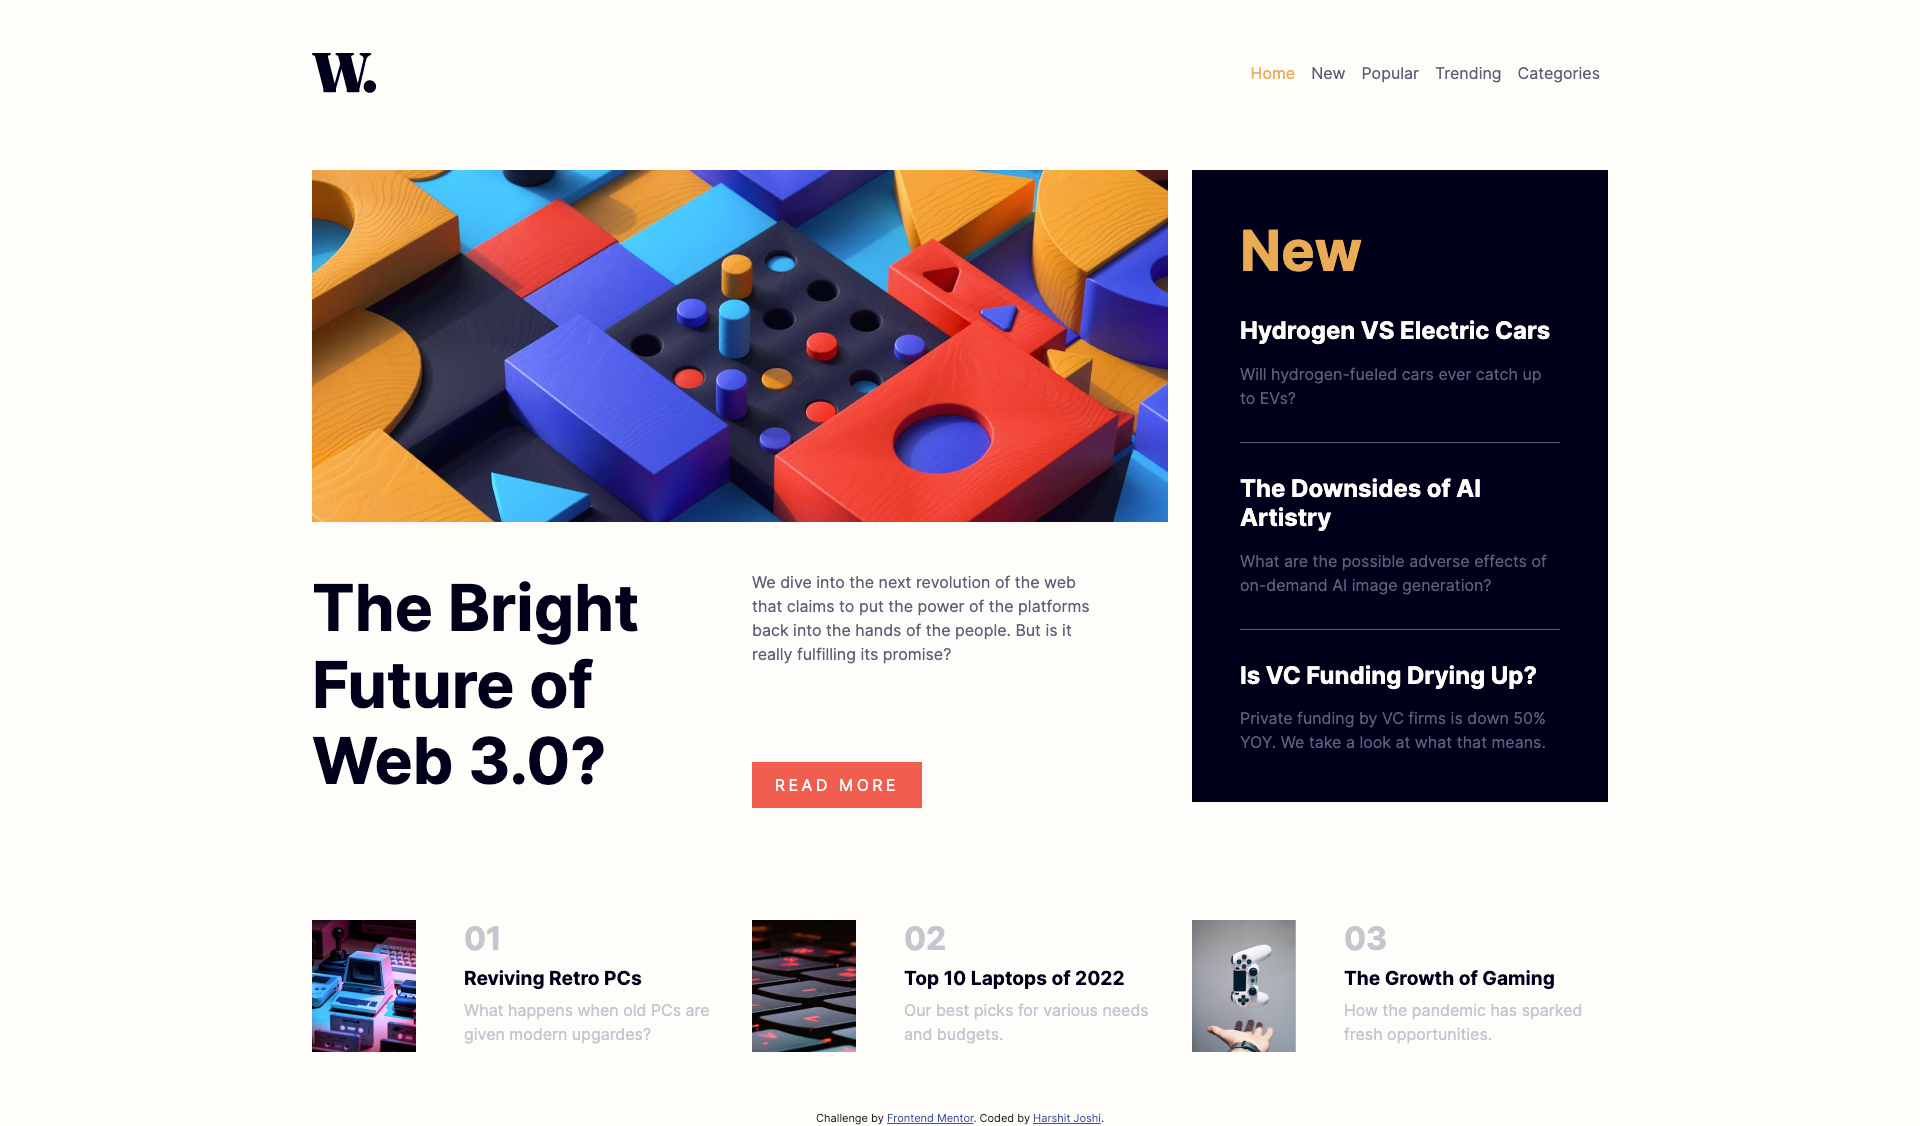 W.
Home New Popular Trending Categories
New
Hydrogen VS Electric Cars
Will hydrogen-fueled cars ever catch up
to EVs?
The Downsides of AI
Artistry
What are the possible adverse effects of
on-demand AI image generation?
Is VC Funding Drying Up?
Private funding by VC firms is down 50%
YOY. We take a look at what that means.
The Bright
Future of
Web 3.0?
We dive into the next revolution of the web
that claims to put the power of the platforms
back into the hands of the people. But is it
really fulfilling its promise?
READ MORE
01
Reviving Retro PCs
What happens when old PCs are
given modern upgardes?
02
Top 10 Laptops of 2022
Our best picks for various needs
and budgets.
03
The Growth of Gaming
How the pandemic has sparked
fresh opportunities.
Challenge by Frontend Mentor. Coded by Harshit Joshi.